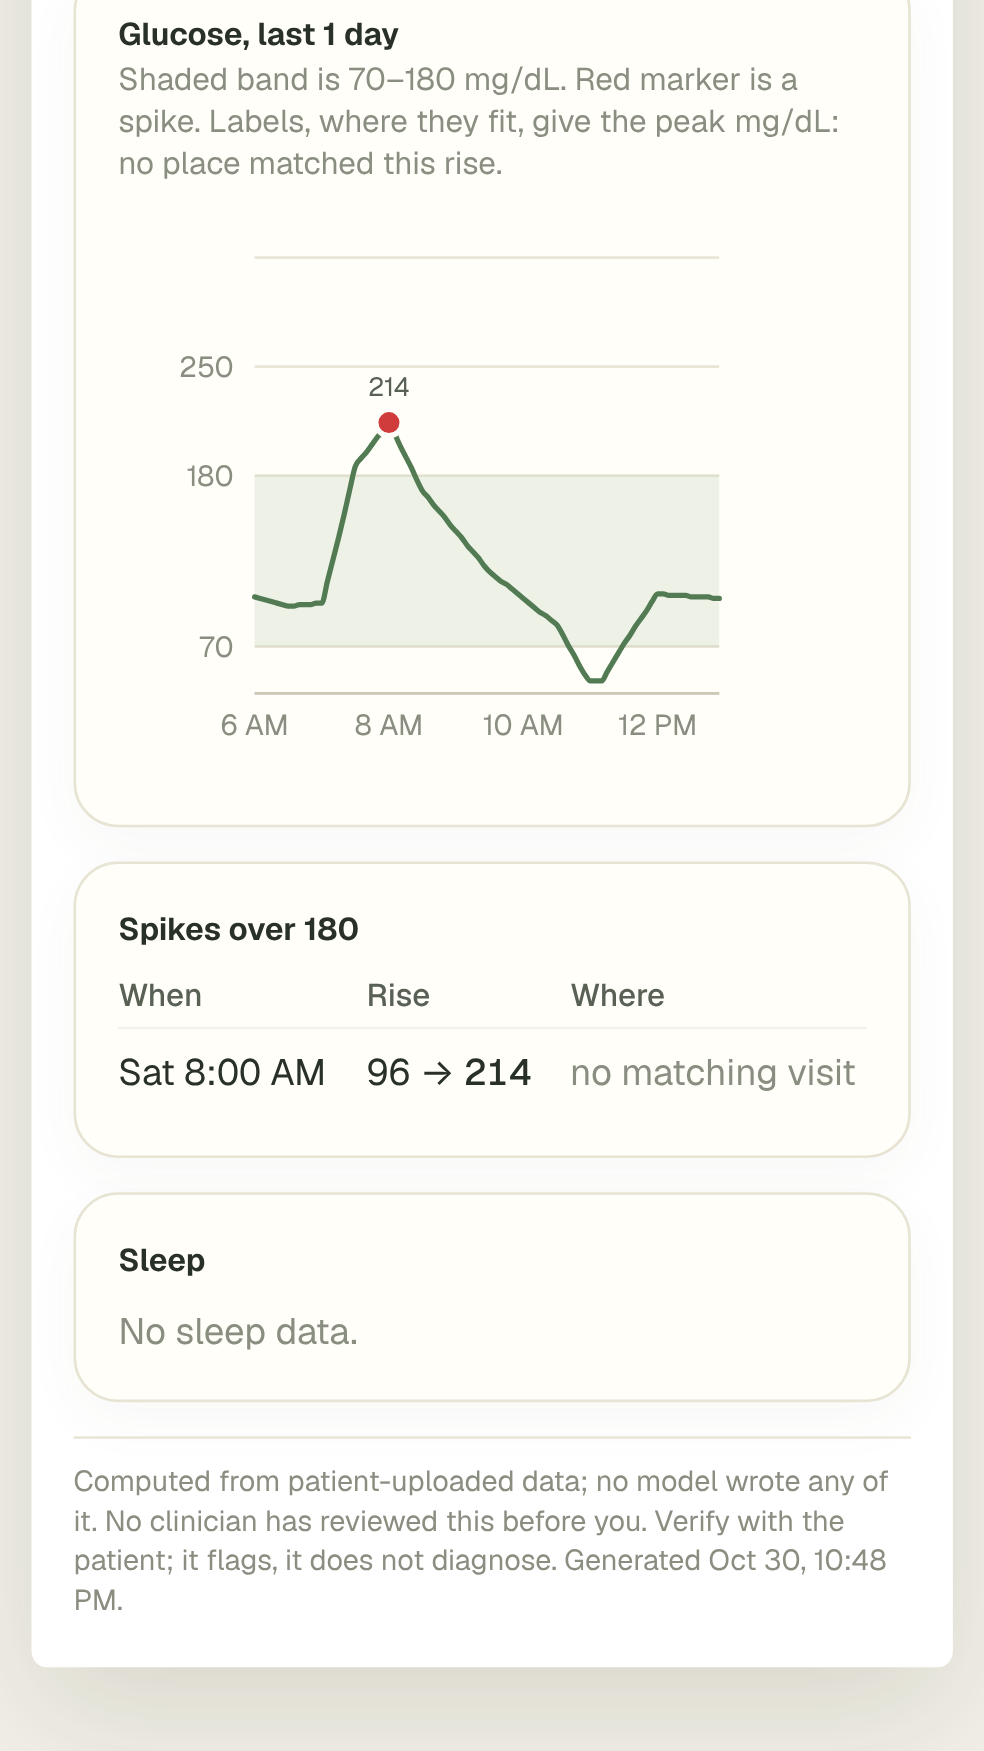 Glucose, last 1 day
Shaded band is 70–180 mg/dL. Red marker is a
spike. Labels, where they fit, give the peak mg/dL:
no place matched this rise.
250
214
180
70
6 AM 8 AM 10 AM 12 PM
Spikes over 180
When Rise Where
Sat 8:00 AM 96 → 214 no matching visit
Sleep
No sleep data.
Computed from patient-uploaded data; no model wrote any of
it. No clinician has reviewed this before you. Verify with the
patient; it flags, it does not diagnose. Generated Oct 30, 10:48
PM.